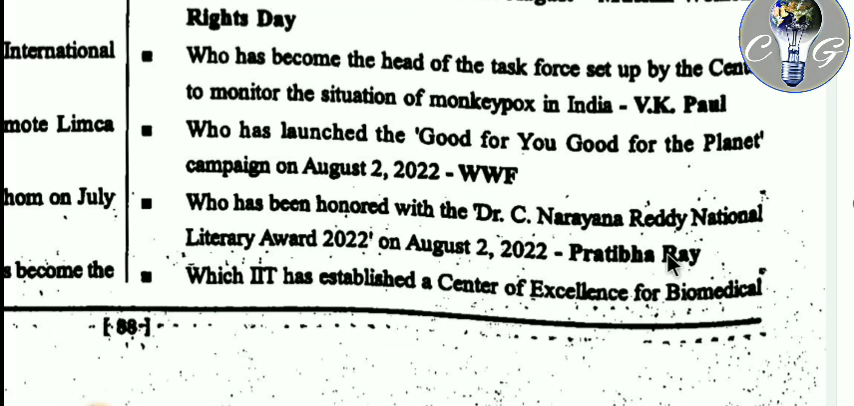 Rights Day
International
■ Who has become the head of the task force set up by the
to monitor the situation of monkeypox in India - V.K. Paul
mote Limca
■ Who has launched the 'Good for You Good for the Planet'
campaign on August 2, 2022 - WWF
hom on July
■ Who has been honored with the 'Dr. C. Narayana Reddy National
Literary Award 2022' on August 2, 2022 - Pratibha Ray
s become the
■ Which IIT has established a Center of Excellence for Biomedical
[88]
C G